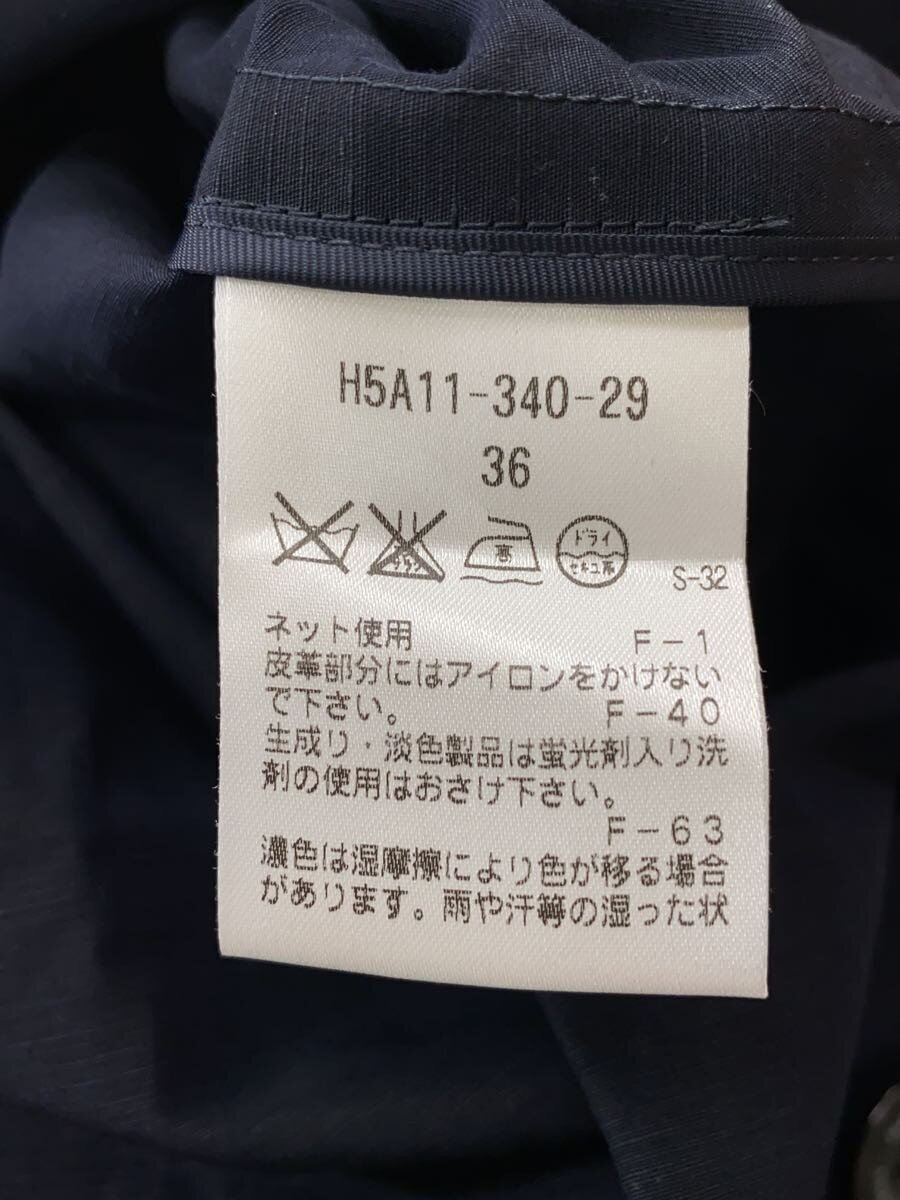 H5A11-340-29
36
高
ドライ
セキユ系
S-32
ネット使用 F-1
皮革部分にはアイロンをかけない
で下さい。 F-40
生成り・淡色製品は蛍光剤入り洗
剤の使用はおさけ下さい。
F-63
濃色は湿摩擦により色が移る場合
があります。雨や汗等の湿った状